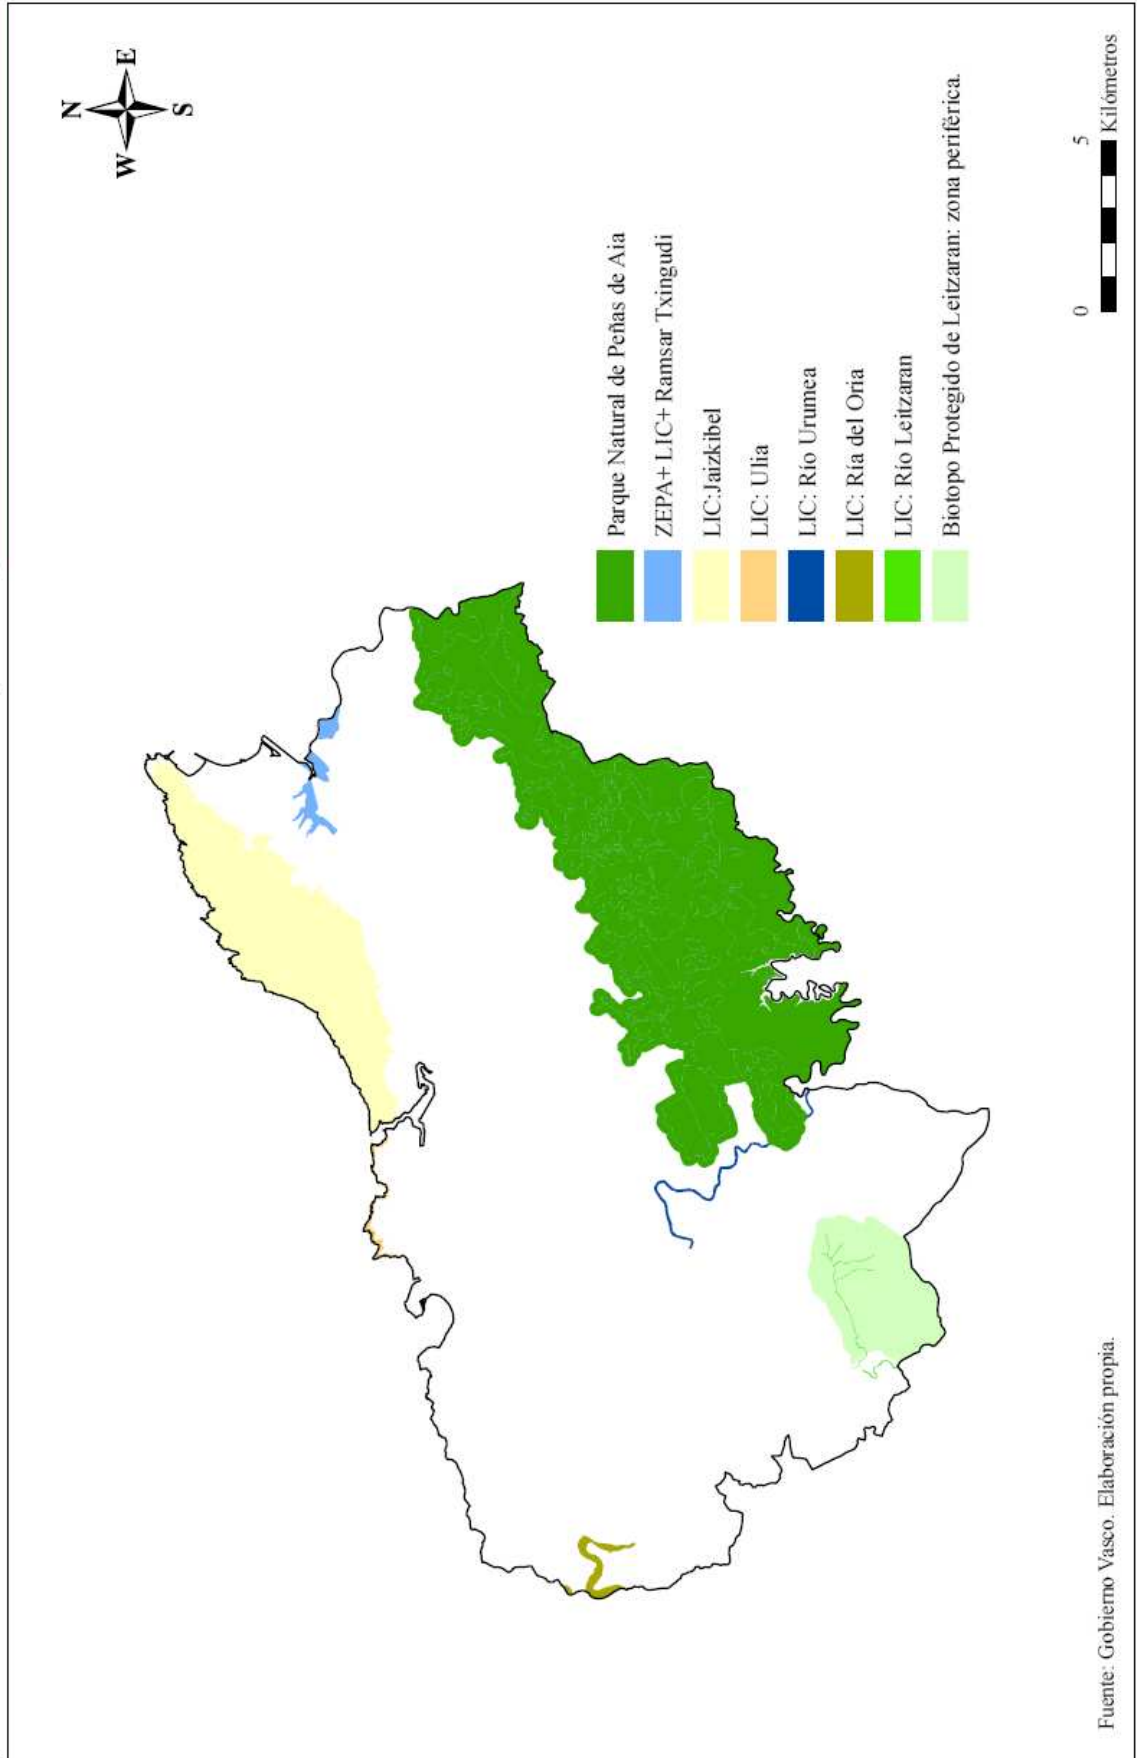 N
W E
S
Parque Natural de Peñas de Aia
ZEPA+ LIC+ Ramsar Txingudi
LIC:Jaizkibel
LIC: Ulia
LIC: Río Urumea
LIC: Ría del Oria
LIC: Río Leitzaran
Biotopo Protegido de Leitzaran: zona periférica.
0 5
Kilómetros
Fuente: Gobierno Vasco. Elaboración propia.